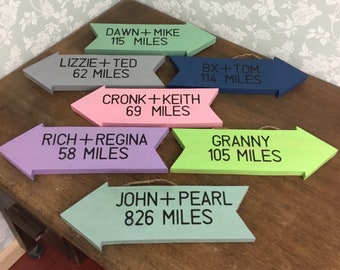 DAWN+MIKE
115 MILES
LIZZIE+TED
62 MILES
BX+TOM
114 MILES
CRONK+KEITH
69 MILES
RICH+REGINA
58 MILES
GRANNY
105 MILES
JOHN+PEARL
826 MILES